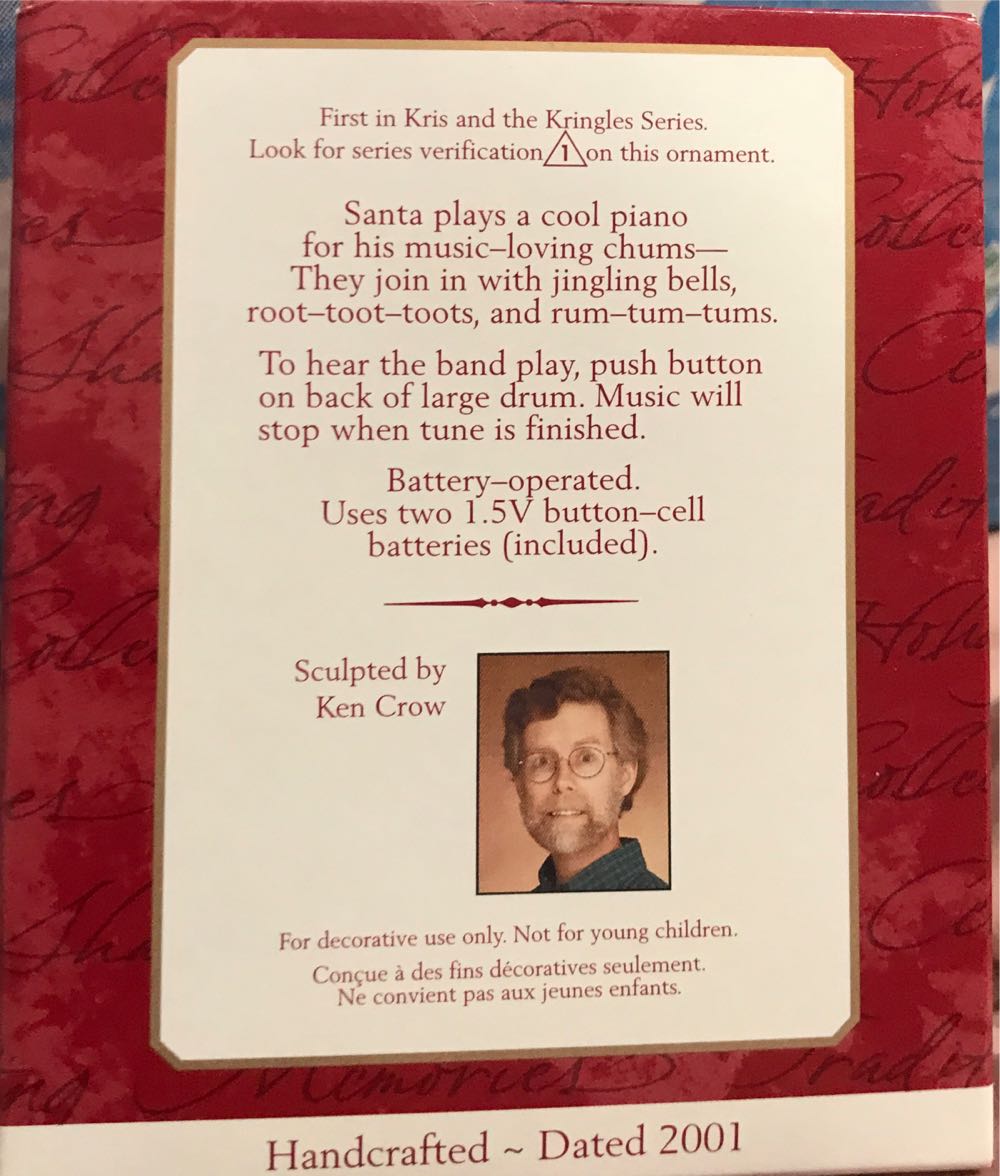 First in Kris and the Kringles Series.
Look for series verification 1 on this ornament.
Santa plays a cool piano
for his music–loving chums—
They join in with jingling bells,
root–toot–toots, and rum–tum–tums.
To hear the band play, push button
on back of large drum. Music will
stop when tune is finished.
Battery–operated.
Uses two 1.5V button–cell
batteries (included).
Sculpted by
Ken Crow
For decorative use only. Not for young children.
Conçue à des fins décoratives seulement.
Ne convient pas aux jeunes enfants.
Memories
Handcrafted ~ Dated 2001